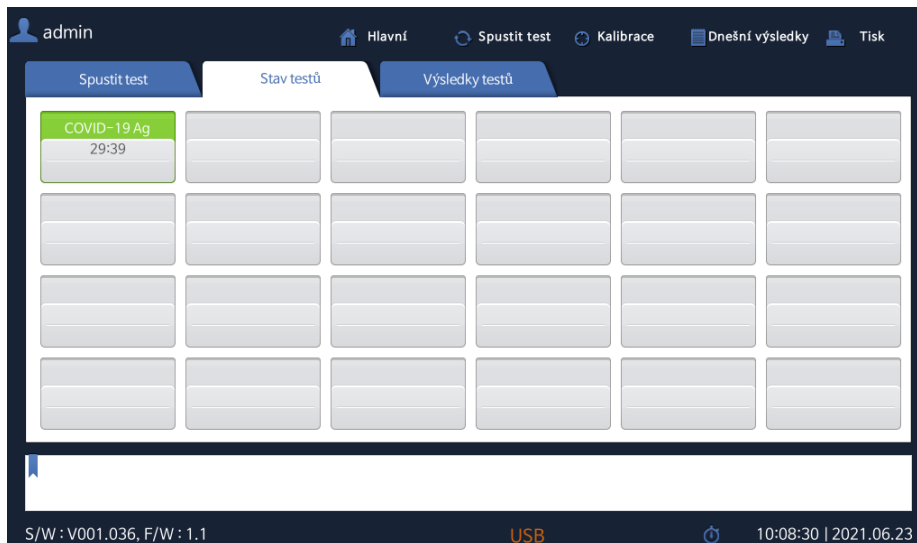 admin
Hlavní
Spustit test
Kalibrace
Dnešní výsledky
Tisk
Spustit test
Stav testů
Výsledky testů
COVID-19 Ag
29:39
S/W : V001.036, F/W : 1.1
USB
10:08:30 | 2021.06.23